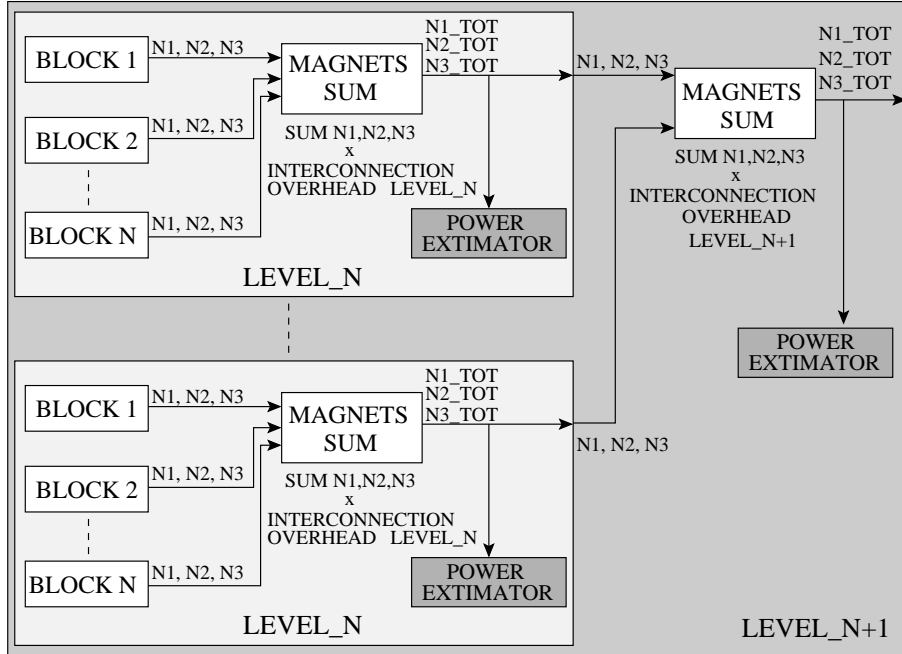 BLOCK 1
N1, N2, N3
BLOCK 2
N1, N2, N3
BLOCK N
N1, N2, N3
MAGNETS
SUM
SUM N1,N2,N3
x
INTERCONNECTION
OVERHEAD LEVEL_N
N1_TOT
N2_TOT
N3_TOT
POWER
EXTIMATOR
LEVEL_N
N1, N2, N3
MAGNETS
SUM
SUM N1,N2,N3
x
INTERCONNECTION
OVERHEAD
LEVEL_N+1
N1_TOT
N2_TOT
N3_TOT
POWER
EXTIMATOR
BLOCK 1
N1, N2, N3
BLOCK 2
N1, N2, N3
BLOCK N
N1, N2, N3
MAGNETS
SUM
SUM N1,N2,N3
x
INTERCONNECTION
OVERHEAD LEVEL_N
N1_TOT
N2_TOT
N3_TOT
POWER
EXTIMATOR
LEVEL_N
N1, N2, N3
LEVEL_N+1